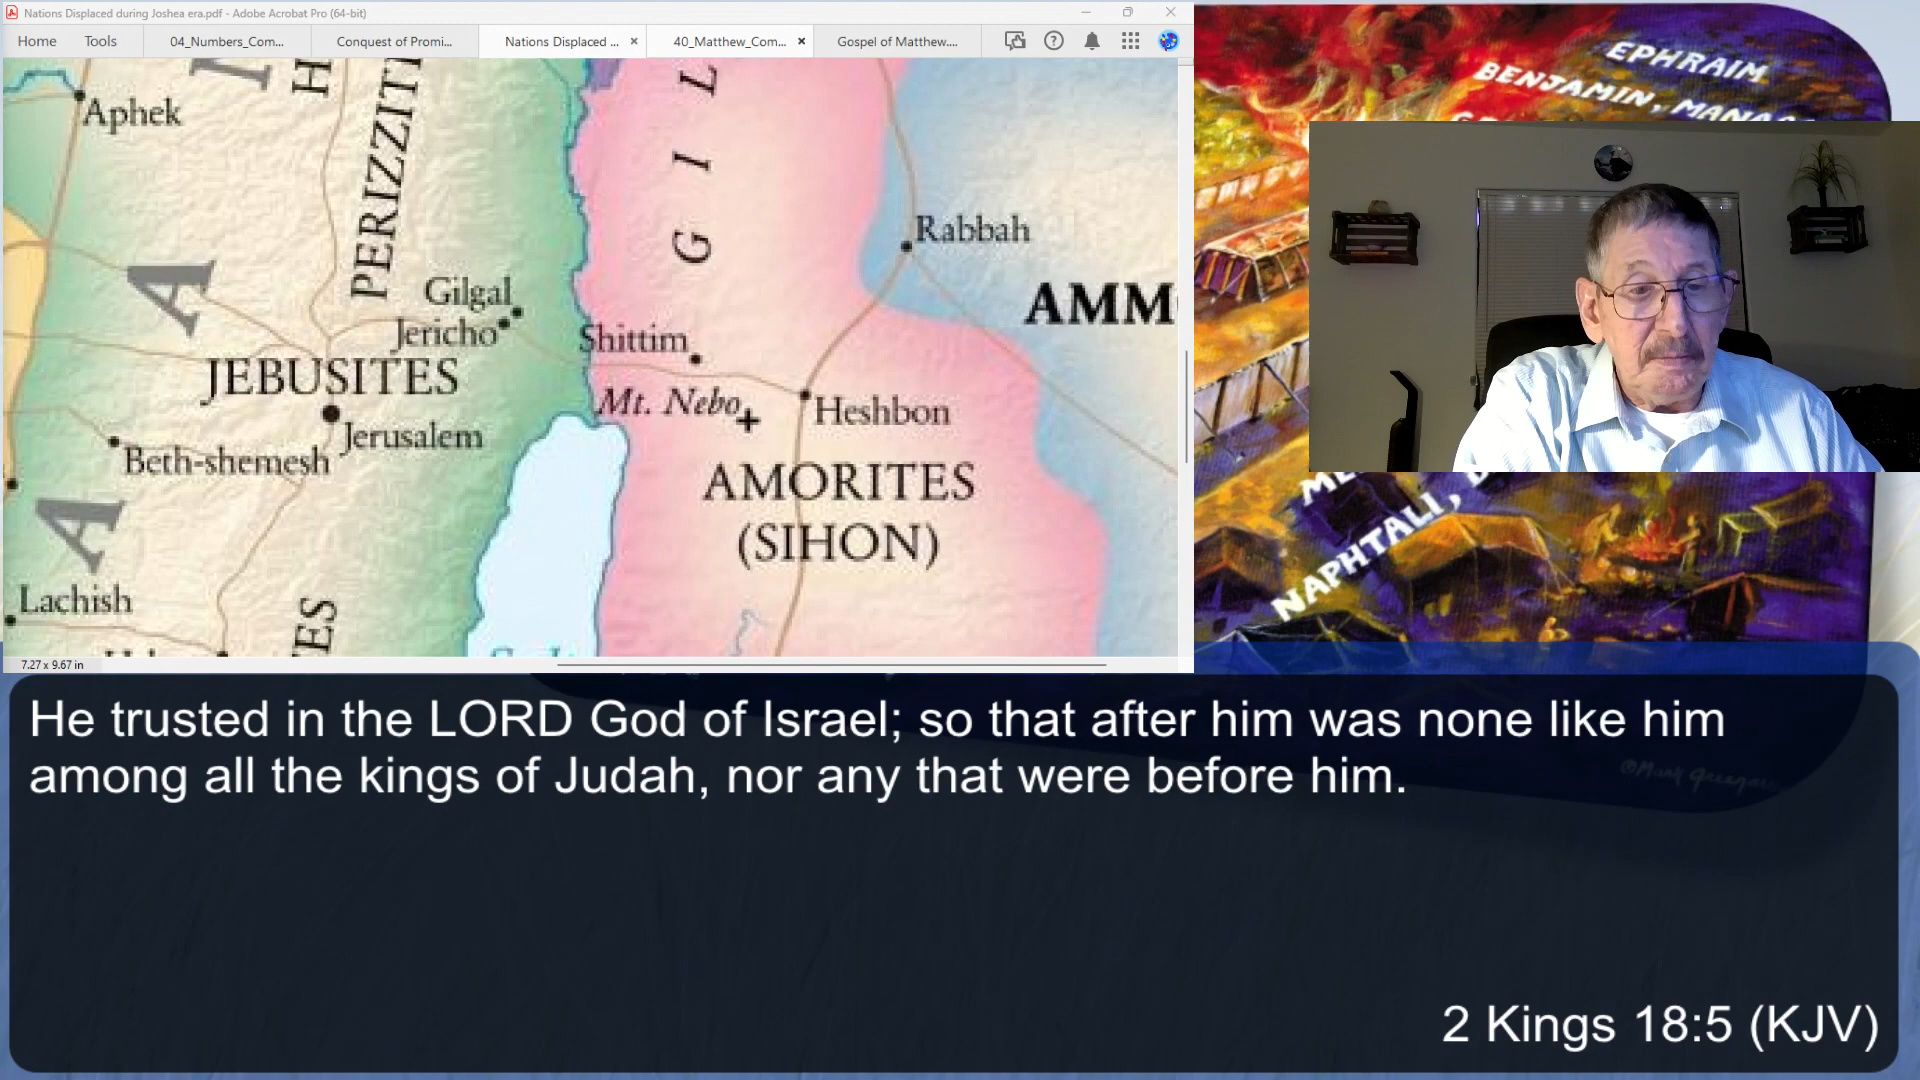 Nations Displaced during Joshea era.pdf - Adobe Acrobat Pro (64-bit)
Home Tools 04_Numbers_Com... Conquest of Promi... Nations Displaced ... × 40_Matthew_Com... × Gospel of Matthew....
Aphek
H
PERIZZITI
G I L
Rabbah
AMM
A
Gilgal
Jericho
Shittim
JEBUSITES
Mt. Nebo
Heshbon
Jerusalem
Beth-shemesh
AMORITES
(SIHON)
A
Lachish
ES
7.27 x 9.67 in
EPHRAIM
BENJAMIN, MANAS
NAPHTALI,
He trusted in the LORD God of Israel; so that after him was none like him
among all the kings of Judah, nor any that were before him.
2 Kings 18:5 (KJV)